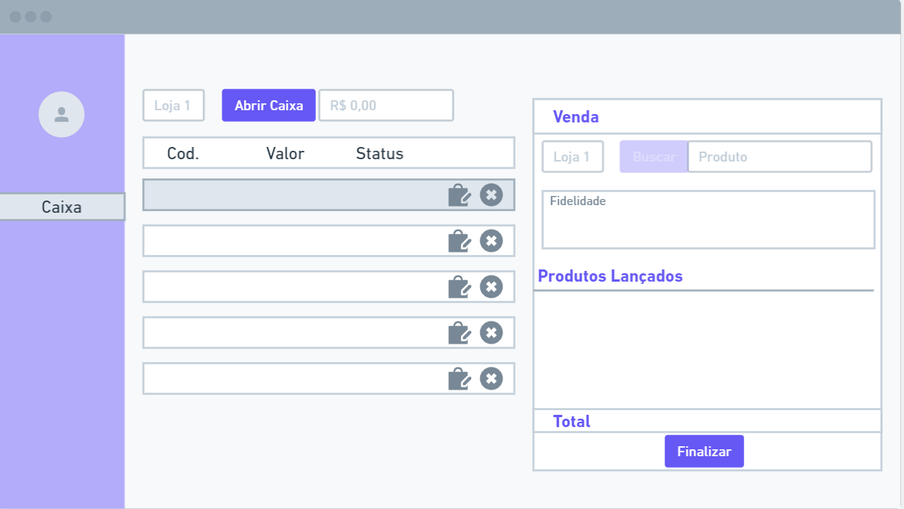 Caixa
Loja 1 Abrir Caixa R$ 0,00
Cod. Valor Status
Venda
Loja 1 Buscar Produto
Fidelidade
Produtos Lançados
Total
Finalizar